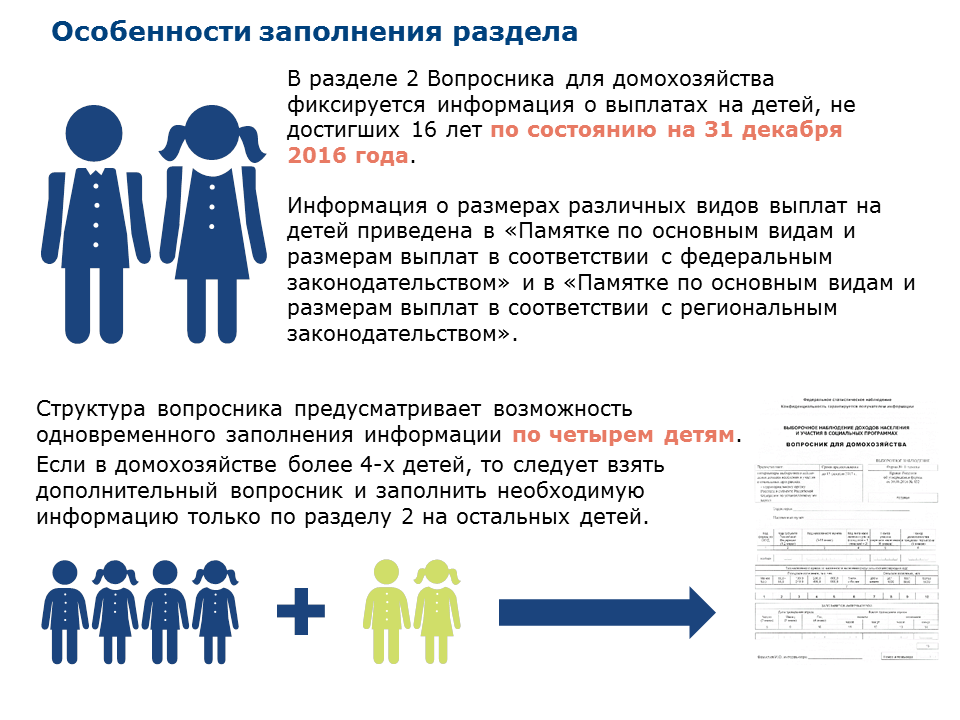 Особенности заполнения раздела
В разделе 2 Вопросника для домохозяйства
фиксируется информация о выплатах на детей, не
достигших 16 лет по состоянию на 31 декабря
2016 года.
Информация о размерах различных видов выплат на
детей приведена в «Памятке по основным видам и
размерам выплат в соответствии с федеральным
законодательством» и в «Памятке по основным видам и
размерам выплат в соответствии с региональным
законодательством».
Структура вопросника предусматривает возможность
одновременного заполнения информации по четырем детям.
Если в домохозяйстве более 4-х детей, то следует взять
дополнительный вопросник и заполнить необходимую
информацию только по разделу 2 на остальных детей.
Федеральное статистическое наблюдение
Конфиденциальность гарантируется получателем информации
ВЫБОРОЧНОЕ НАБЛЮДЕНИЕ ДОХОДОВ НАСЕЛЕНИЯ
И УЧАСТИЯ В СОЦИАЛЬНЫХ ПРОГРАММАХ
ВОПРОСНИК ДЛЯ ДОМОХОЗЯЙСТВА